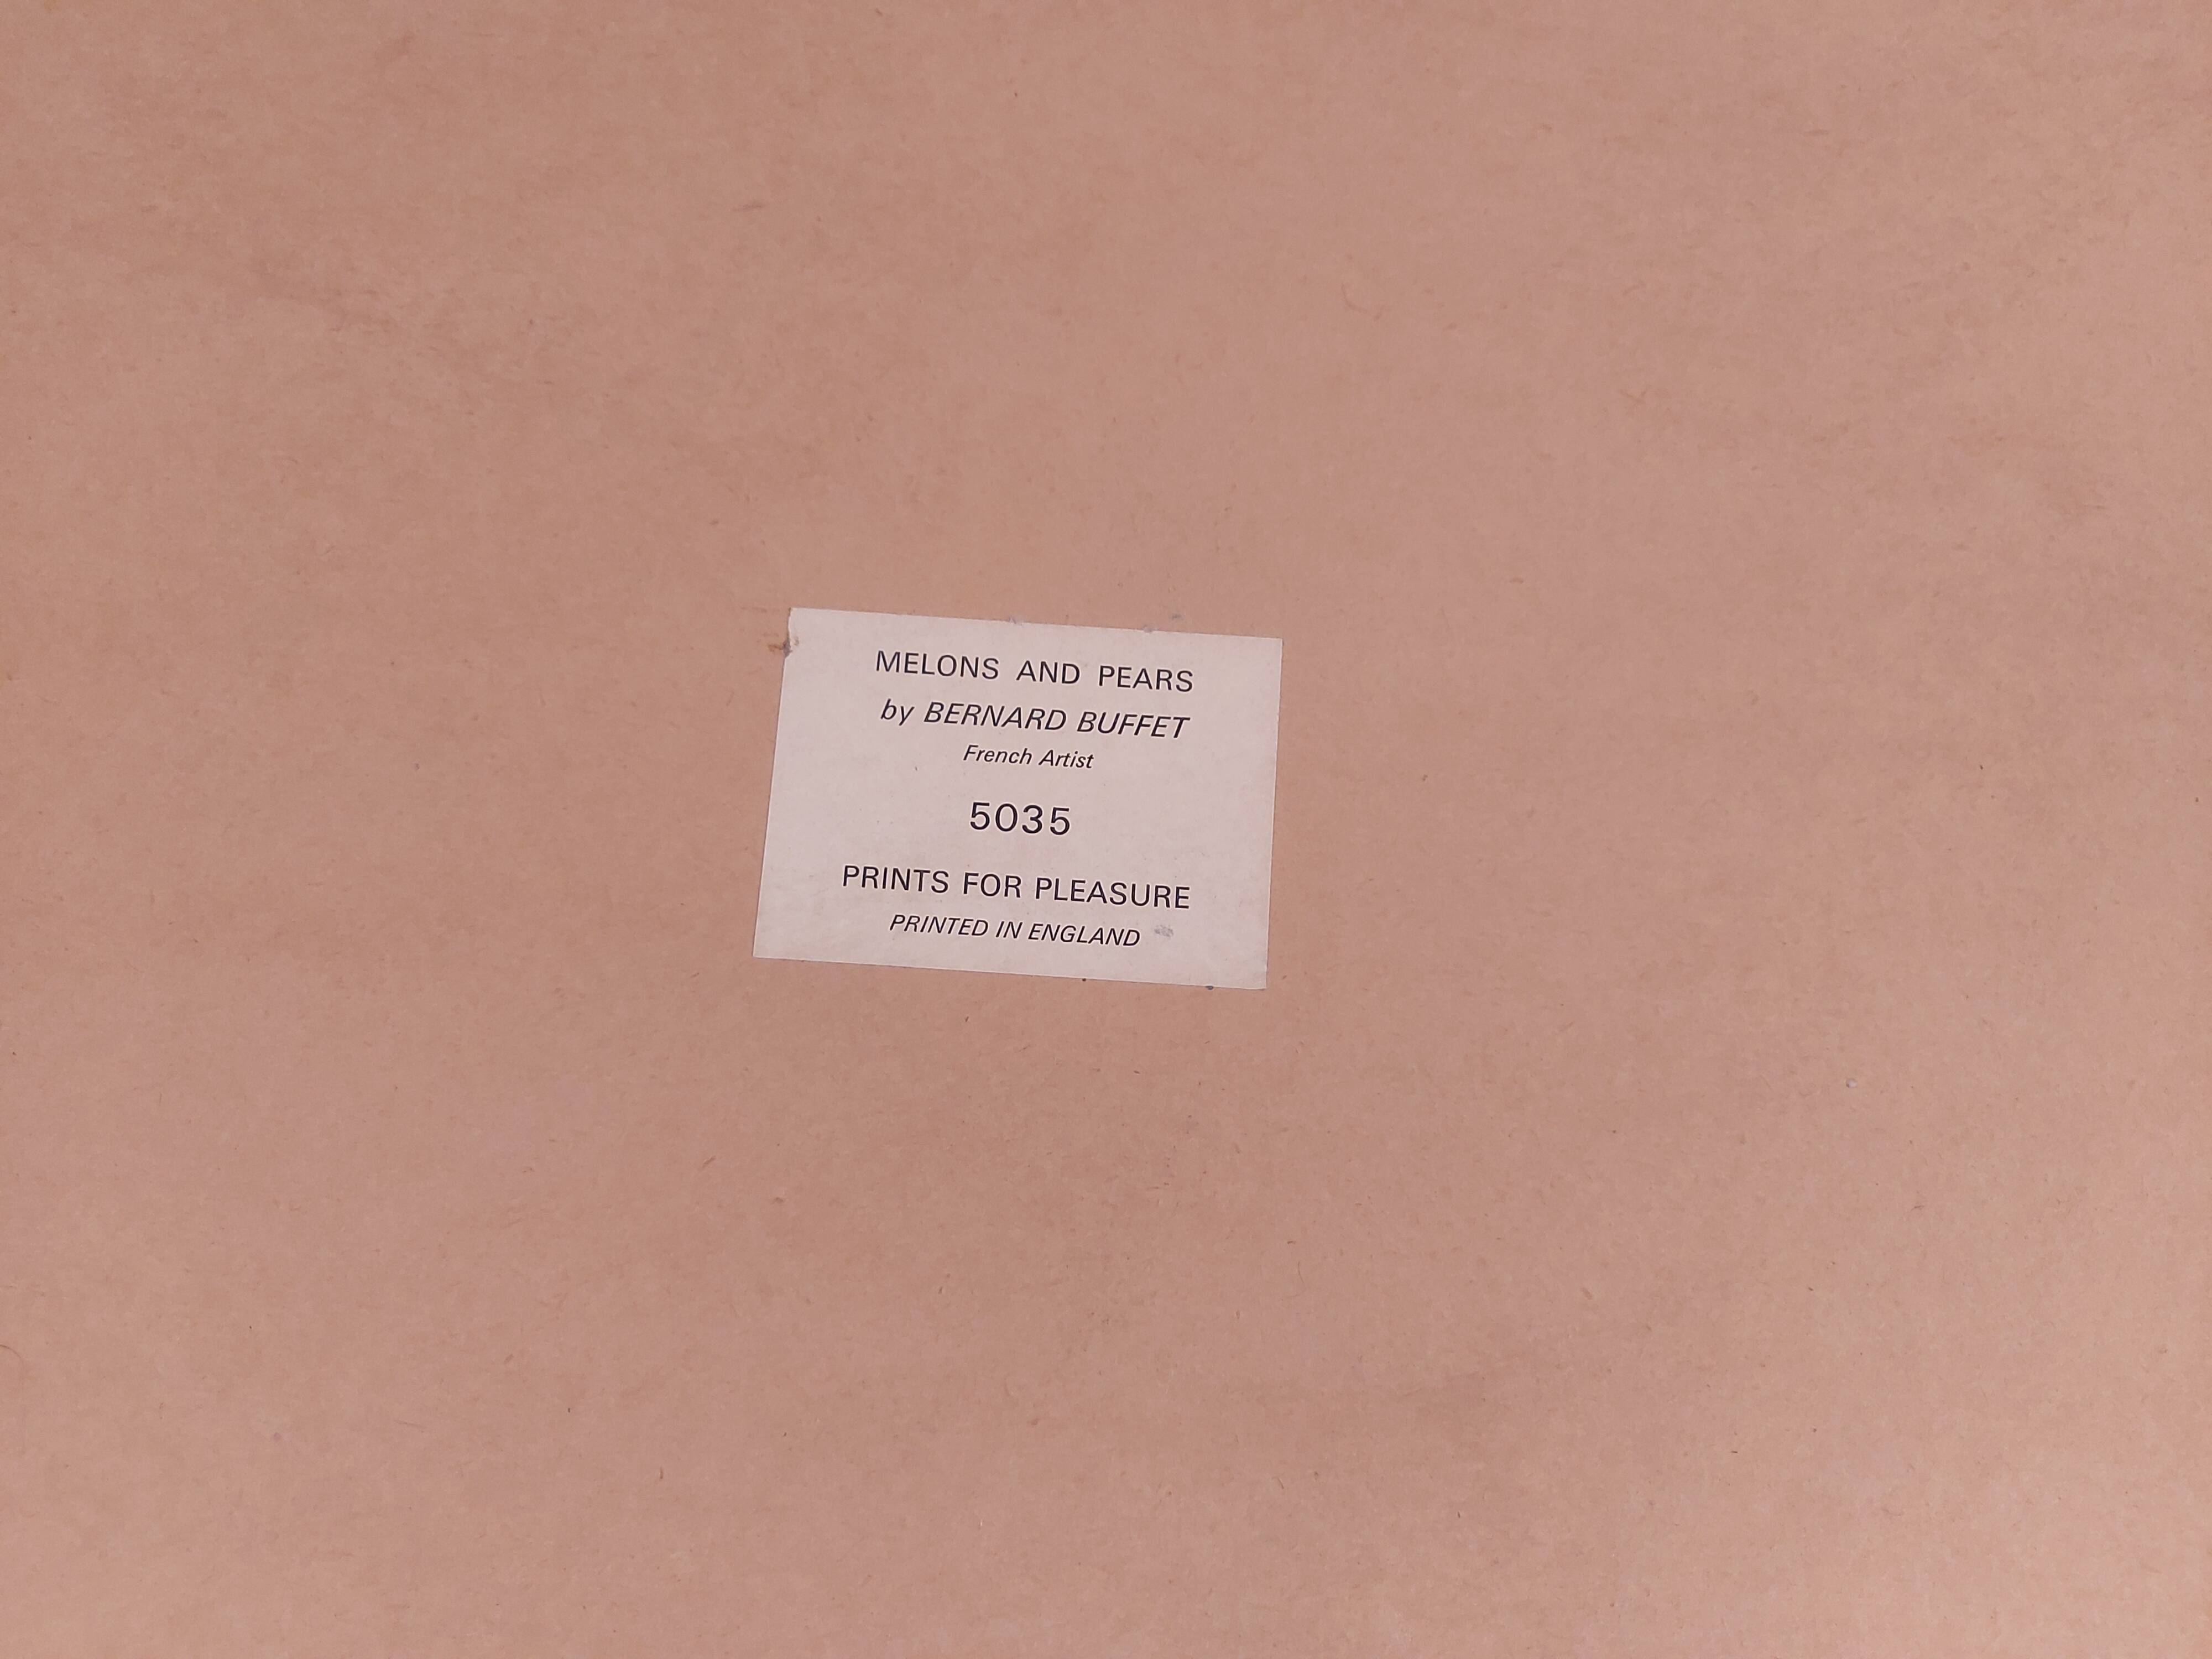 MELONS AND PEARS
by BERNARD BUFFET
French Artist
5035
PRINTS FOR PLEASURE
PRINTED IN ENGLAND